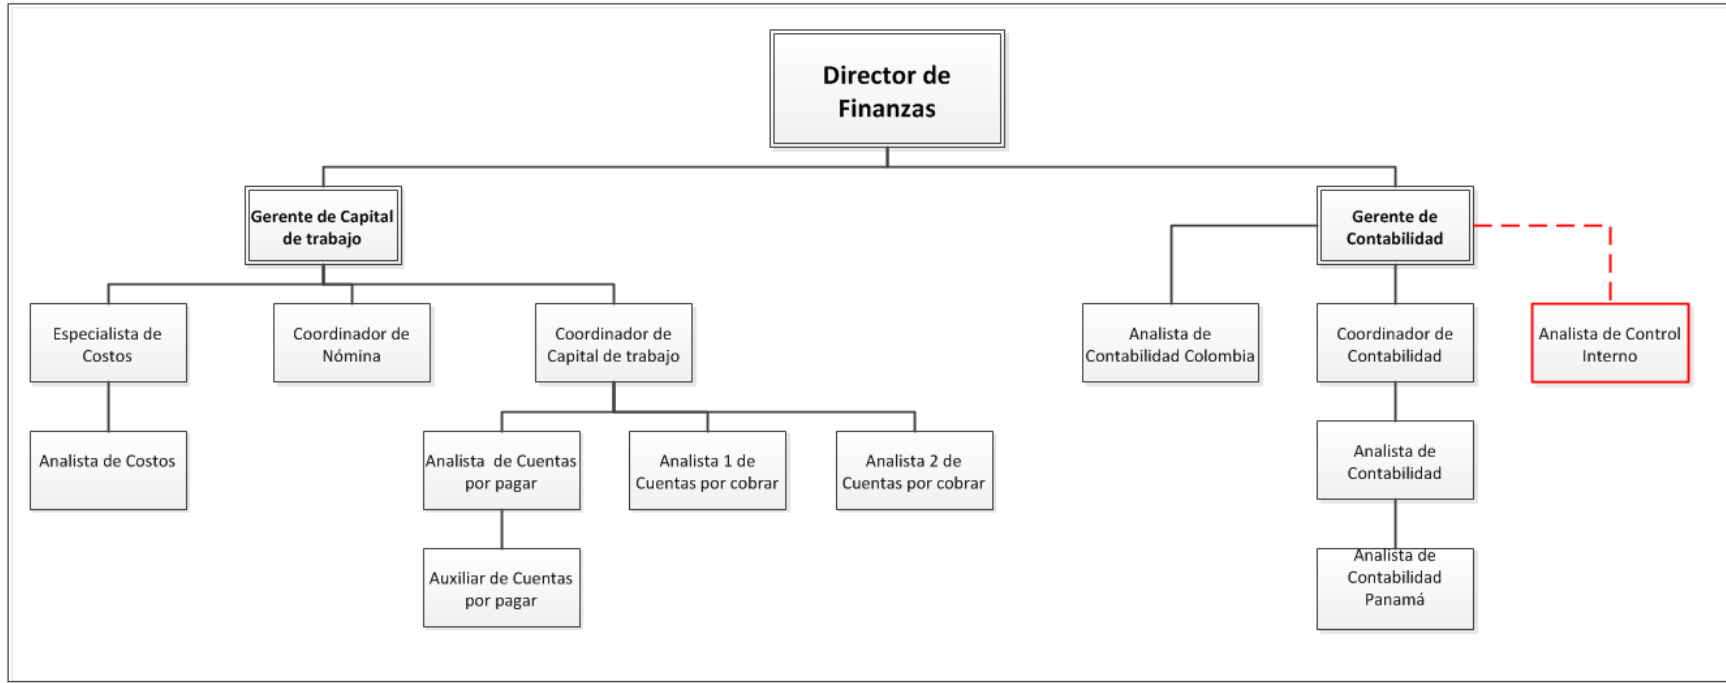 Director de
Finanzas
Gerente de Capital
de trabajo
Gerente de
Contabilidad
Especialista de
Costos
Coordinador de
Nómina
Coordinador de
Capital de trabajo
Analista de
Contabilidad Colombia
Coordinador de
Contabilidad
Analista de Control
Interno
Analista de Costos
Analista de Cuentas
por pagar
Analista 1 de
Cuentas por cobrar
Analista 2 de
Cuentas por cobrar
Analista de
Contabilidad
Auxiliar de Cuentas
por pagar
Analista de
Contabilidad
Panamá